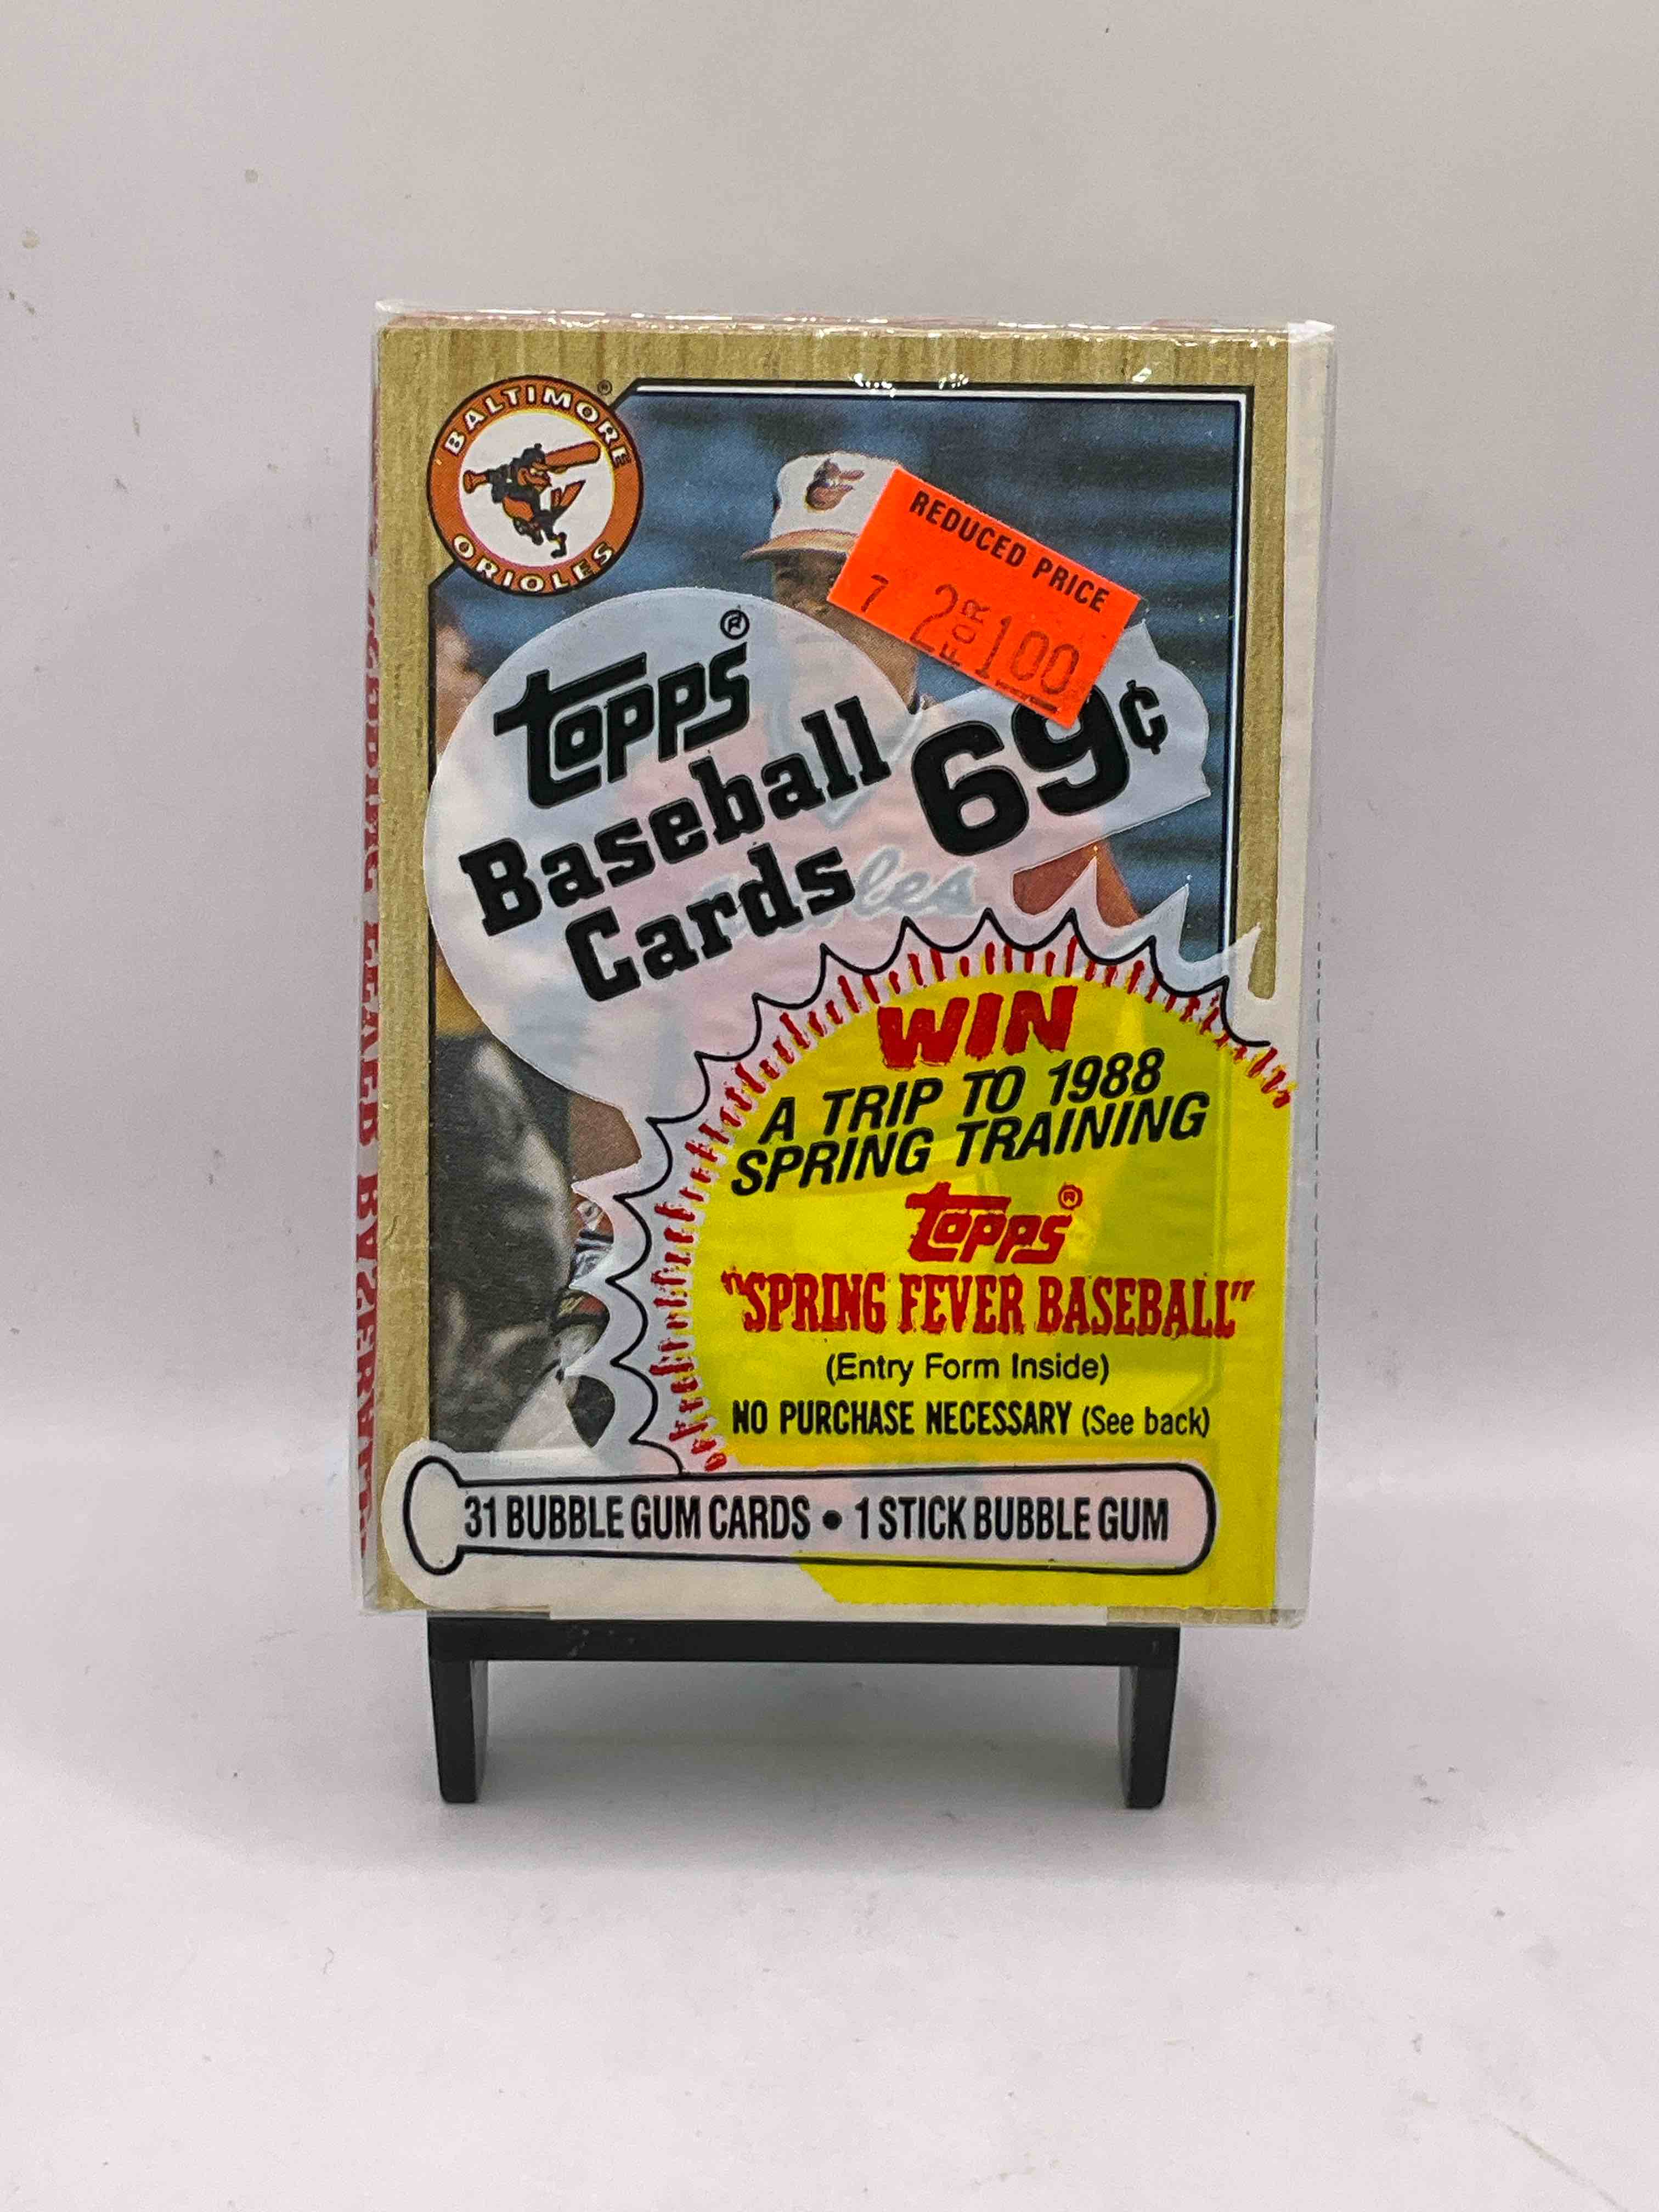 BALTIMORE
ORIOLES
®
REDUCED PRICE
7 2 FOR 1.00
topps®
Baseball
Cards
69¢
WIN
A TRIP TO 1988
SPRING TRAINING
topps®
"SPRING FEVER BASEBALL"
(Entry Form Inside)
NO PURCHASE NECESSARY (See back)
31 BUBBLE GUM CARDS • 1 STICK BUBBLE GUM